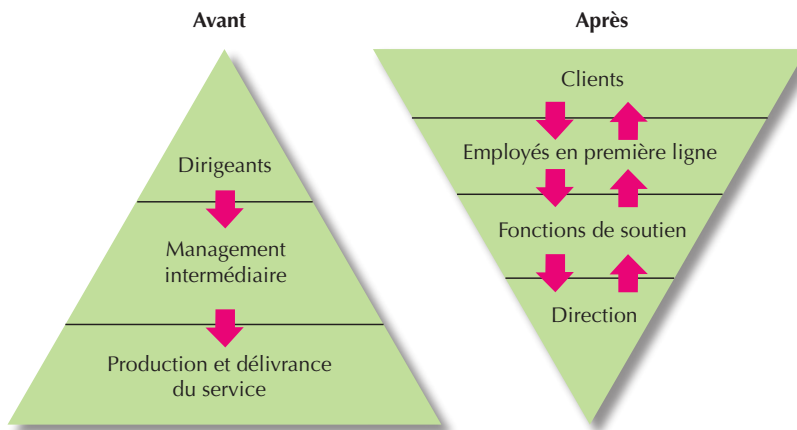 Avant
Dirigeants
Management
intermédiaire
Production et délivrance
du service
Après
Clients
Employés en première ligne
Fonctions de soutien
Direction